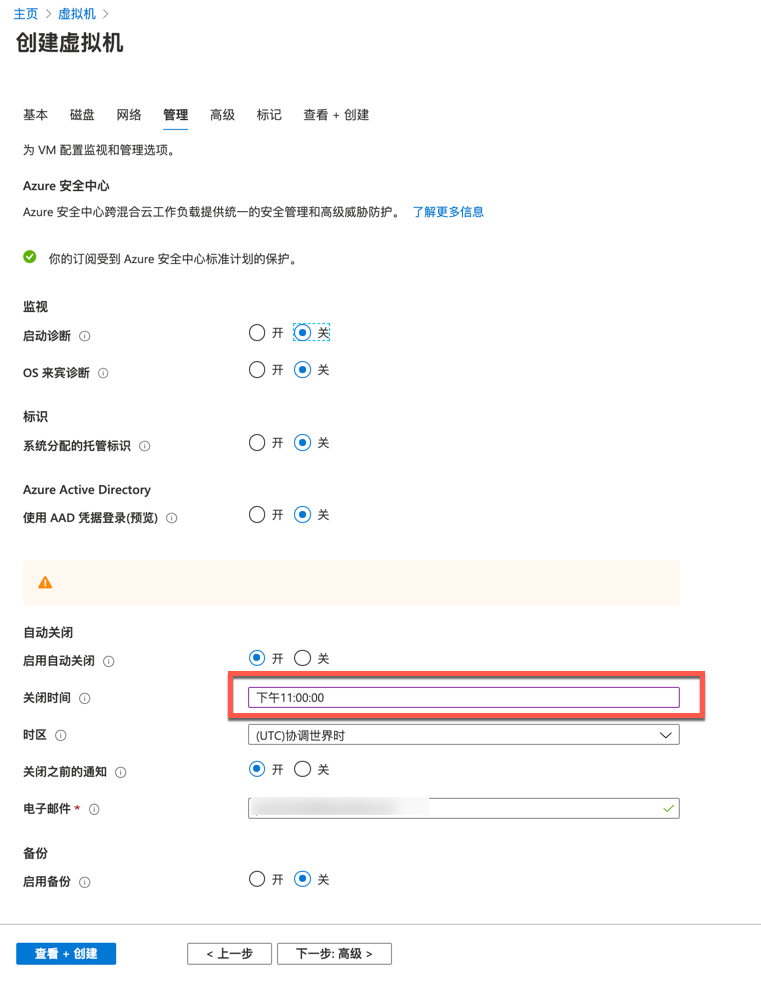 主页 > 虚拟机 >
创建虚拟机
基本 磁盘 网络 管理 高级 标记 查看 + 创建
为 VM 配置监视和管理选项。
Azure 安全中心
Azure 安全中心跨混合云工作负载提供统一的安全管理和高级威胁防护。 了解更多信息
你的订阅受到 Azure 安全中心标准计划的保护。
监视
启动诊断 开 关
OS 来宾诊断 开 关
标识
系统分配的托管标识 开 关
Azure Active Directory
使用 AAD 凭据登录(预览) 开 关
自动关闭
启用自动关闭 开 关
关闭时间 下午11:00:00
时区 (UTC)协调世界时
关闭之前的通知 开 关
电子邮件 *
备份
启用备份 开 关
查看 + 创建 < 上一步 下一步: 高级 >